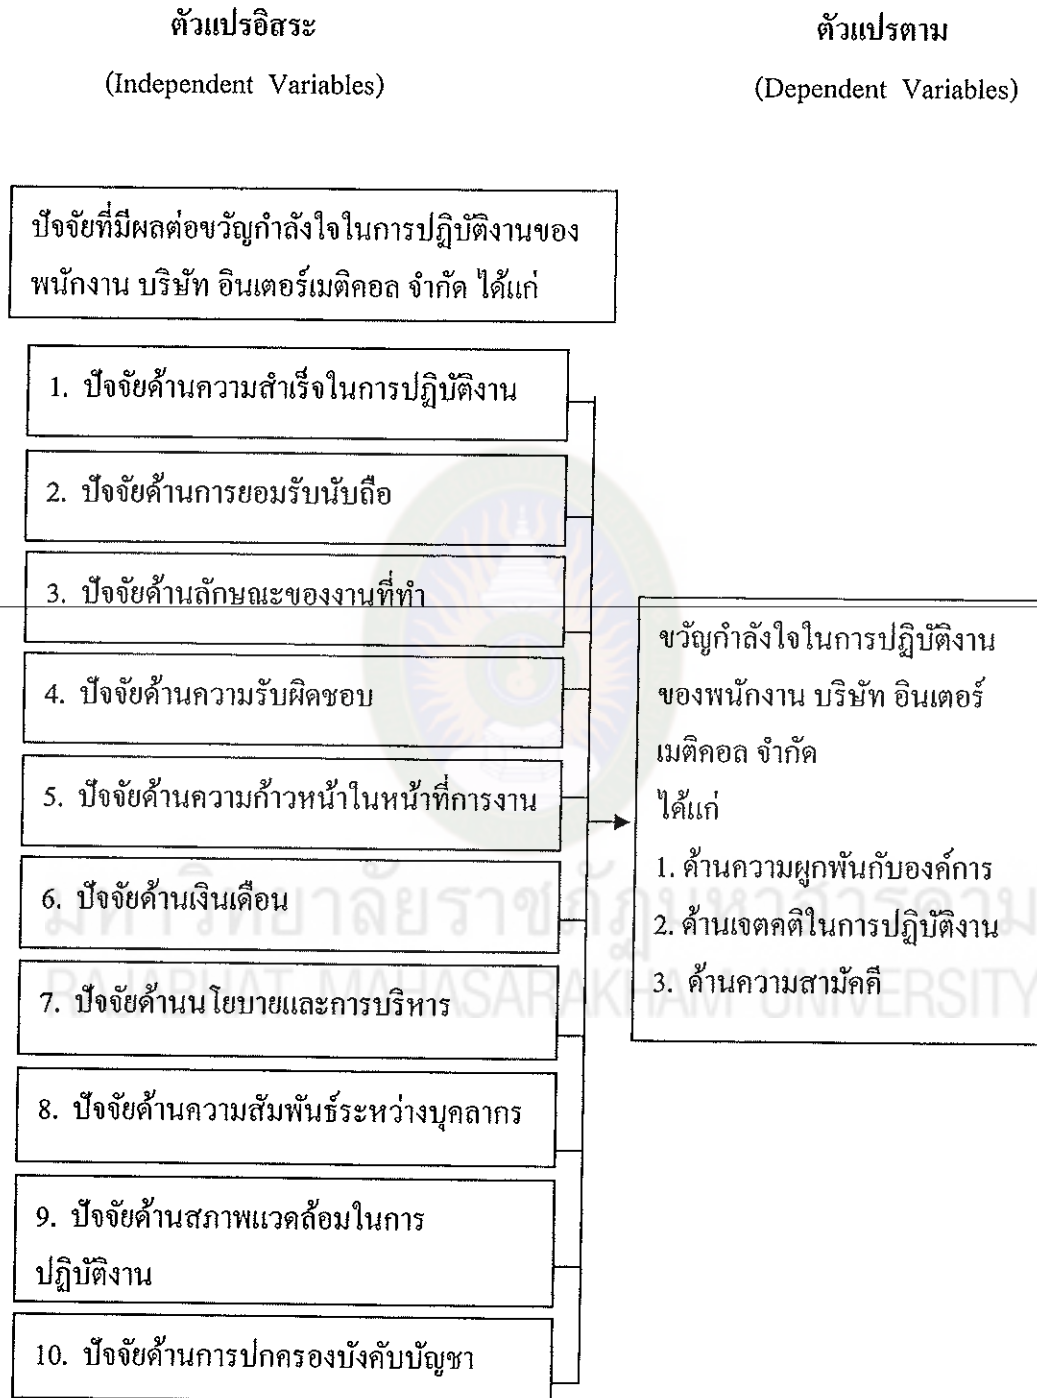 ตัวแปรอิสระ
(Independent Variables)
ตัวแปรตาม
(Dependent Variables)
ปัจจัยที่มีผลต่อขวัญกำลังใจในการปฏิบัติงานของ
พนักงาน บริษัท อินเตอร์เมติคอล จำกัด ได้แก่
1. ปัจจัยด้านความสำเร็จในการปฏิบัติงาน
2. ปัจจัยด้านการยอมรับนับถือ
3. ปัจจัยด้านลักษณะของงานที่ทำ
4. ปัจจัยด้านความรับผิดชอบ
5. ปัจจัยด้านความก้าวหน้าในหน้าที่การงาน
6. ปัจจัยด้านเงินเดือน
7. ปัจจัยด้านนโยบายและการบริหาร
8. ปัจจัยด้านความสัมพันธ์ระหว่างบุคลากร
9. ปัจจัยด้านสภาพแวดล้อมในการ
ปฏิบัติงาน
10. ปัจจัยด้านการปกครองบังคับบัญชา
ขวัญกำลังใจในการปฏิบัติงาน
ของพนักงาน บริษัท อินเตอร์
เมติคอล จำกัด
ได้แก่
1. ด้านความผูกพันกับองค์การ
2. ด้านเจตคติในการปฏิบัติงาน
3. ด้านความสามัคคี
มหาวิทยาลัยราชภัฏมหาสารคาม
RAJABHAT MAHASARAKHAM UNIVERSITY